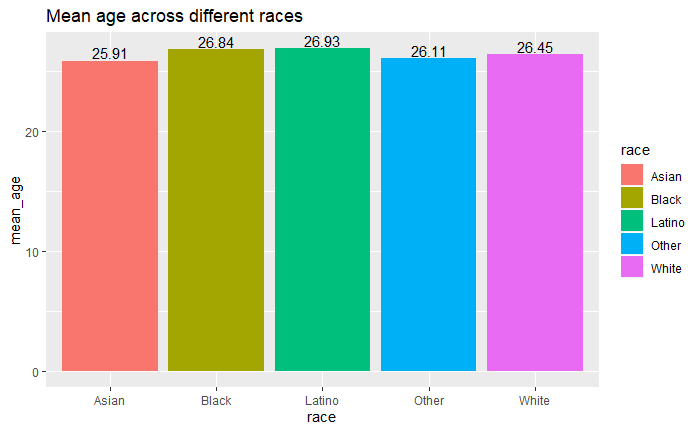 Mean age across different races
25.91
26.84
26.93
26.11
26.45
20
10
0
mean_age
Asian
Black
Latino
Other
White
race
race
Asian
Black
Latino
Other
White